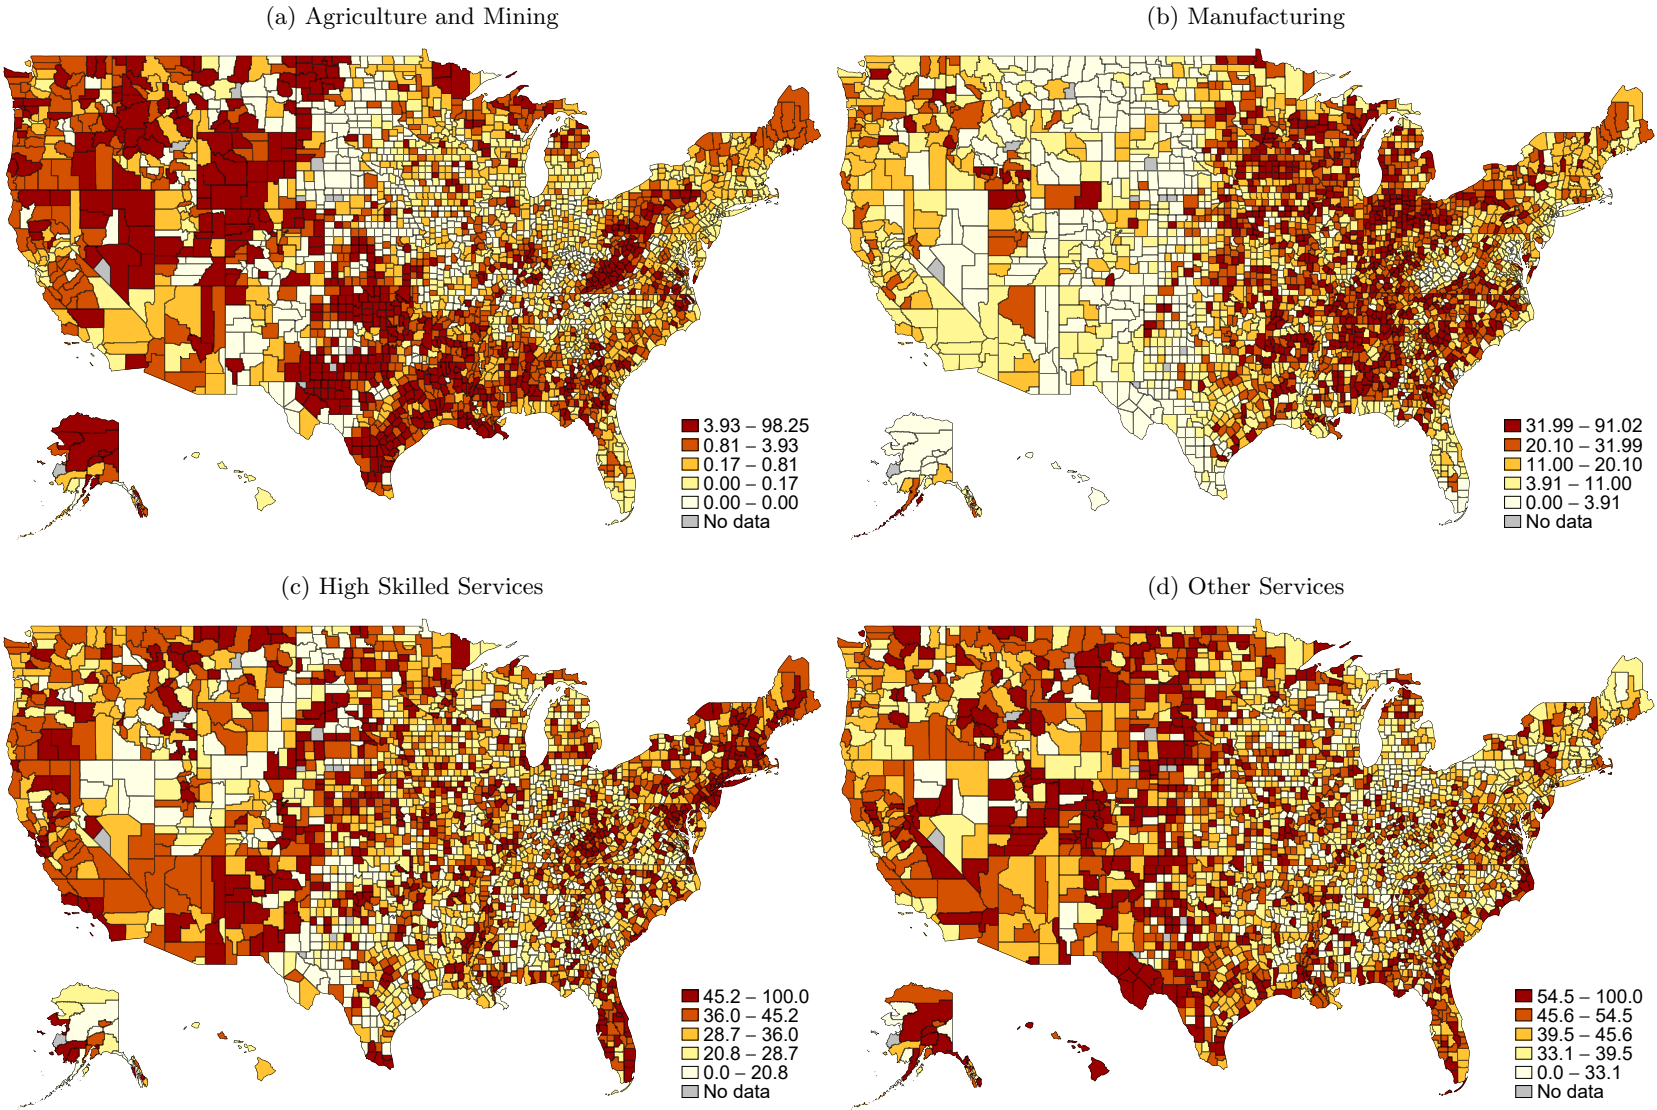 (a) Agriculture and Mining
3.93 – 98.25
0.81 – 3.93
0.17 – 0.81
0.00 – 0.17
0.00 – 0.00
No data
(b) Manufacturing
31.99 – 91.02
20.10 – 31.99
11.00 – 20.10
3.91 – 11.00
0.00 – 3.91
No data
(c) High Skilled Services
45.2 – 100.0
36.0 – 45.2
28.7 – 36.0
20.8 – 28.7
0.0 – 20.8
No data
(d) Other Services
54.5 – 100.0
45.6 – 54.5
39.5 – 45.6
33.1 – 39.5
0.0 – 33.1
No data